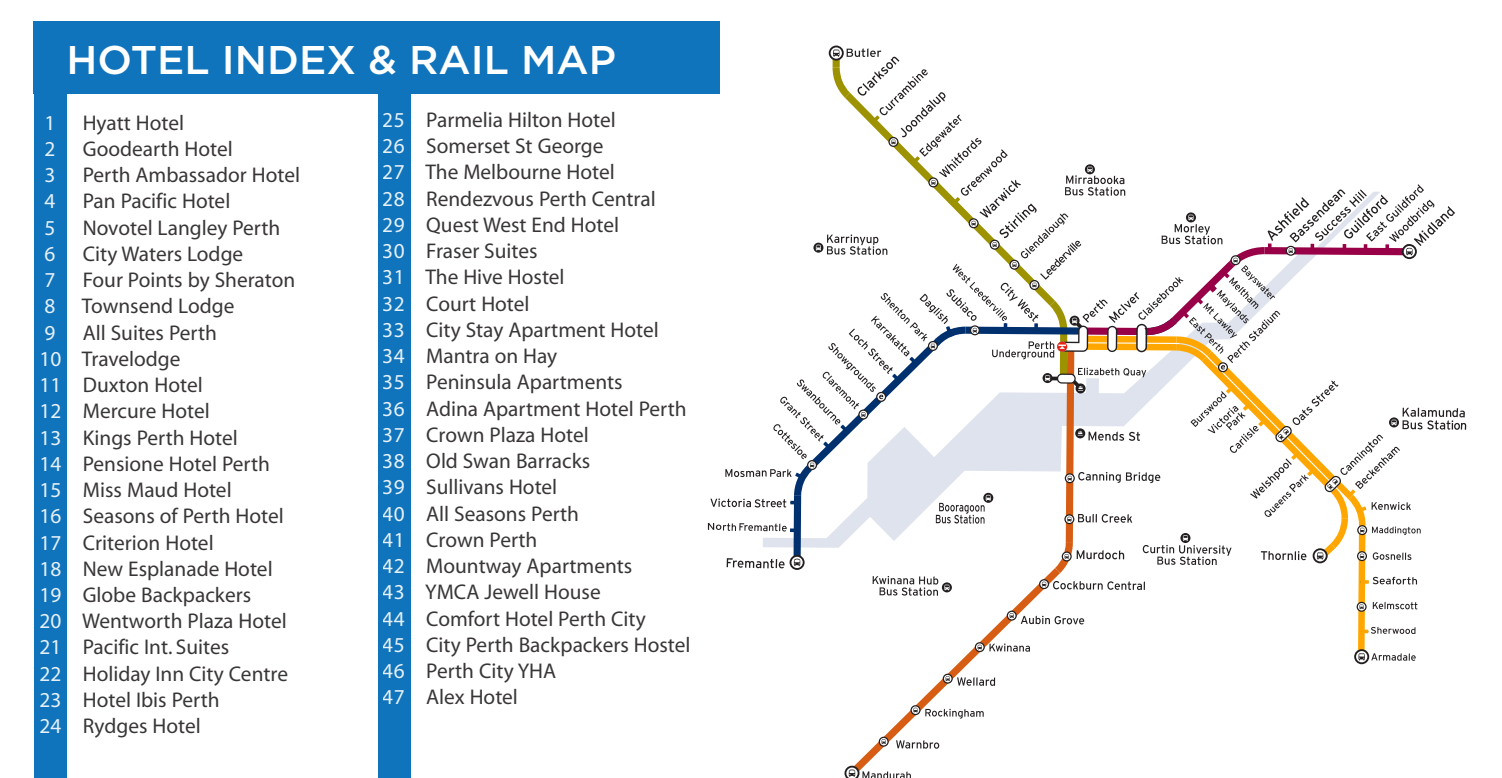 HOTEL INDEX & RAIL MAP
1 Hyatt Hotel
2 Goodearth Hotel
3 Perth Ambassador Hotel
4 Pan Pacific Hotel
5 Novotel Langley Perth
6 City Waters Lodge
7 Four Points by Sheraton
8 Townsend Lodge
9 All Suites Perth
10 Travelodge
11 Duxton Hotel
12 Mercure Hotel
13 Kings Perth Hotel
14 Pensione Hotel Perth
15 Miss Maud Hotel
16 Seasons of Perth Hotel
17 Criterion Hotel
18 New Esplanade Hotel
19 Globe Backpackers
20 Wentworth Plaza Hotel
21 Pacific Int. Suites
22 Holiday Inn City Centre
23 Hotel Ibis Perth
24 Rydges Hotel
25 Parmelia Hilton Hotel
26 Somerset St George
27 The Melbourne Hotel
28 Rendezvous Perth Central
29 Quest West End Hotel
30 Fraser Suites
31 The Hive Hostel
32 Court Hotel
33 City Stay Apartment Hotel
34 Mantra on Hay
35 Peninsula Apartments
36 Adina Apartment Hotel Perth
37 Crown Plaza Hotel
38 Old Swan Barracks
39 Sullivans Hotel
40 All Seasons Perth
41 Crown Perth
42 Mountway Apartments
43 YMCA Jewell House
44 Comfort Hotel Perth City
45 City Perth Backpackers Hostel
46 Perth City YHA
47 Alex Hotel
Butler
Clarkson
Currambine
Joondalup
Edgewater
Whitfords
Greenwood
Warwick
Stirling
Glendalough
Leederville
Mirrabooka
Bus Station
Karrinyup
Bus Station
Morley
Bus Station
Ashfield
Bassendean
Success Hill
Guildford
East Guildford
Woodbridg
Midland
Bayswater
Meltham
Maylands
Mt Lawley
East Perth
Claisebrook
McIver
Perth
Perth
Underground
Elizabeth Quay
City West
West Leederville
Subiaco
Daglish
Shenton Park
Karrakatta
Loch Street
Showgrounds
Claremont
Swanbourne
Grant Street
Cottesloe
Mosman Park
Victoria Street
North Fremantle
Fremantle
Perth Stadium
Burswood
Victoria
Park
Carlisle
Oats Street
Welshpool
Queens Park
Cannington
Beckenham
Kenwick
Maddington
Gosnells
Seaforth
Kelmscott
Sherwood
Armadale
Thornlie
Kalamunda
Bus Station
Mends St
Canning Bridge
Bull Creek
Murdoch
Cockburn Central
Aubin Grove
Kwinana
Wellard
Rockingham
Warnbro
Mandurah
Booragoon
Bus Station
Curtin University
Bus Station
Kwinana Hub
Bus Station